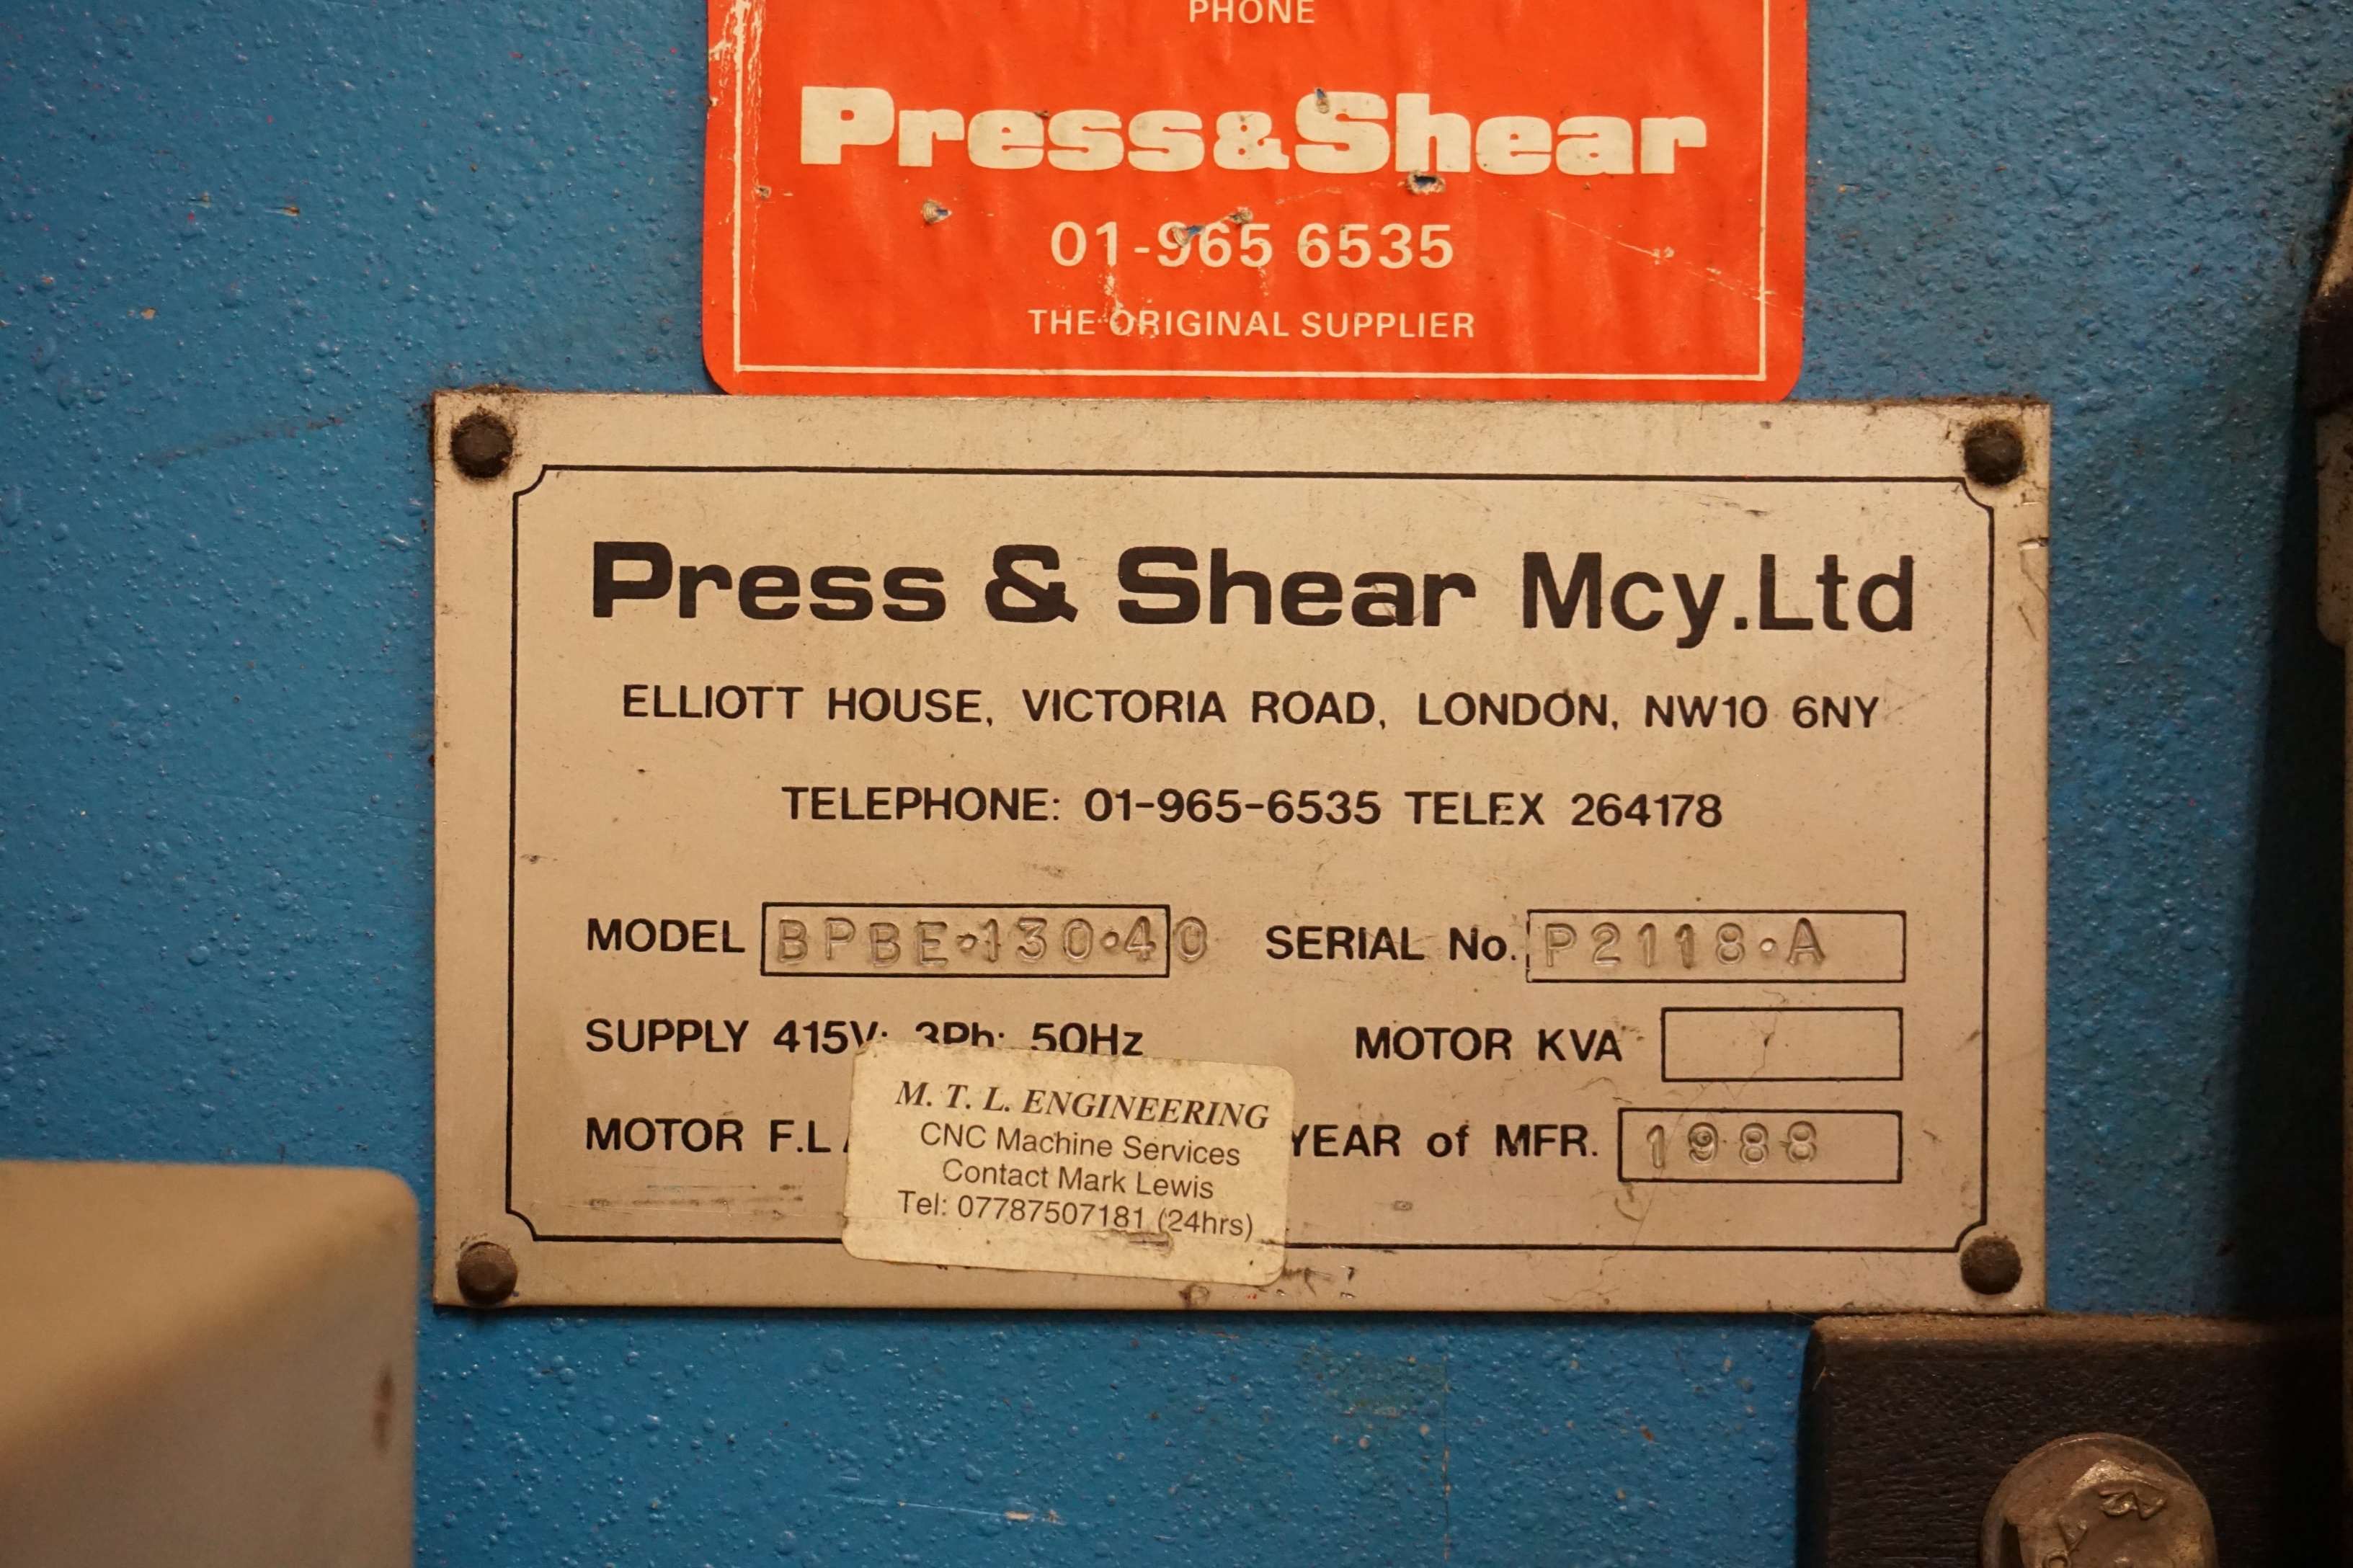 PHONE
Press&Shear
01-965 6535
THE ORIGINAL SUPPLIER
Press & Shear Mcy.Ltd
ELLIOTT HOUSE, VICTORIA ROAD, LONDON, NW10 6NY
TELEPHONE: 01-965-6535 TELEX 264178
MODEL BPBE·130·40 SERIAL No. P2118·A
SUPPLY 415V: 3Ph: 50Hz MOTOR KVA
MOTOR F.L YEAR of MFR. 1988
M. T. L. ENGINEERING
CNC Machine Services
Contact Mark Lewis
Tel: 07787507181 (24hrs)